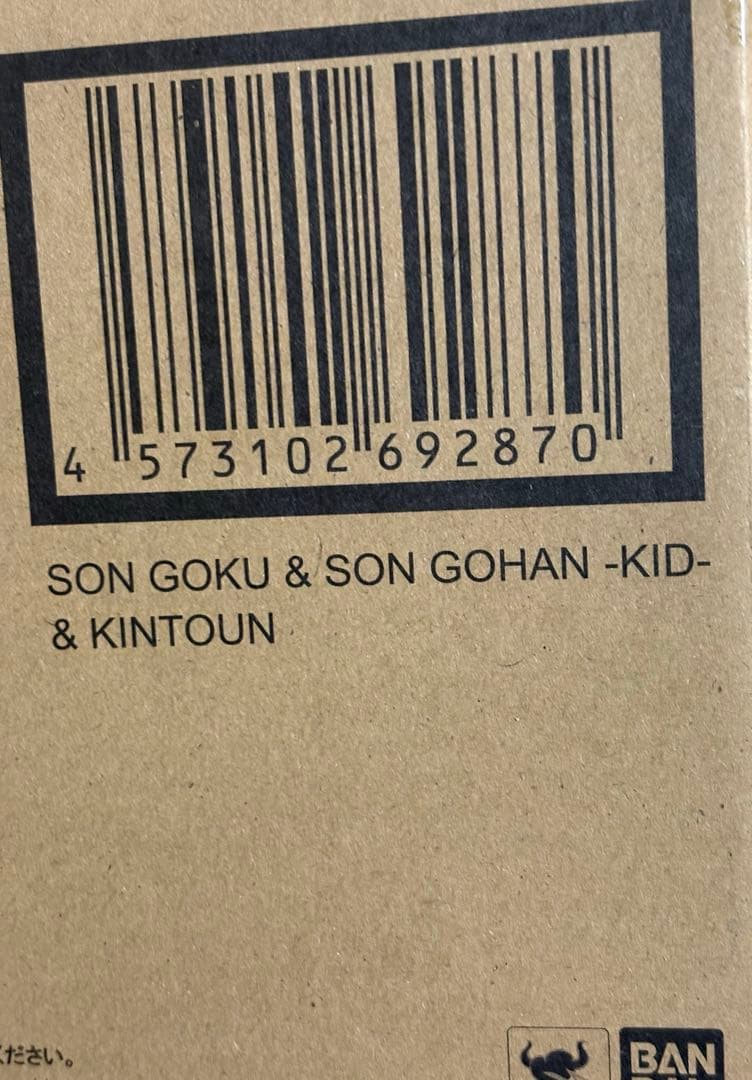 4 573102 692870
SON GOKU & SON GOHAN -KID-
& KINTOUN
ください。
BAN